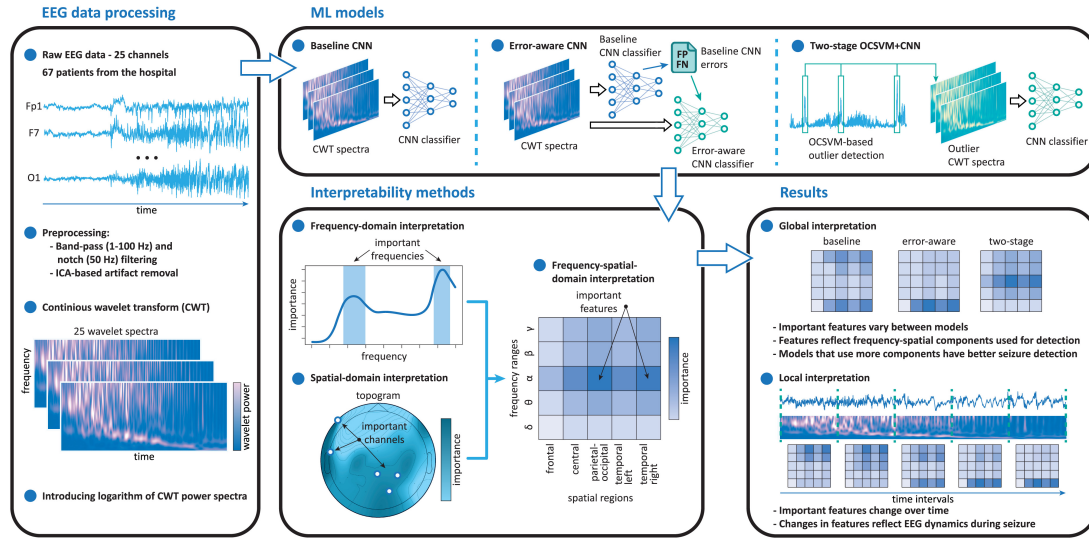 EEG data processing
Raw EEG data - 25 channels
67 patients from the hospital
Fp1
F7
...
O1
time
Preprocessing:
- Band-pass (1-100 Hz) and
notch (50 Hz) filtering
- ICA-based artifact removal
Continious wavelet transform (CWT)
25 wavelet spectra
frequency
time
wavelet power
Introducing logarithm of CWT power spectra
ML models
Baseline CNN
CWT spectra
CNN classifier
Error-aware CNN
CWT spectra
Baseline
CNN classifier
FP
FN
Baseline CNN
errors
Error-aware
CNN classifier
Two-stage OCSVM+CNN
OCSVM-based
outlier detection
Outlier
CWT spectra
CNN classifier
Interpretability methods
Frequency-domain interpretation
important
frequencies
importance
frequency
Spatial-domain interpretation
topogram
important
channels
importance
Frequency-spatial-
domain interpretation
important
features
frequency ranges
γ
β
α
θ
δ
frontal
central
parietal-
occipital
temporal
left
temporal
right
spatial regions
importance
Results
Global interpretation
baseline
error-aware
two-stage
- Important features vary between models
- Features reflect frequency-spatial components used for detection
- Models that use more components have better seizure detection
Local interpretation
time intervals
- Important features change over time
- Changes in features reflect EEG dynamics during seizure